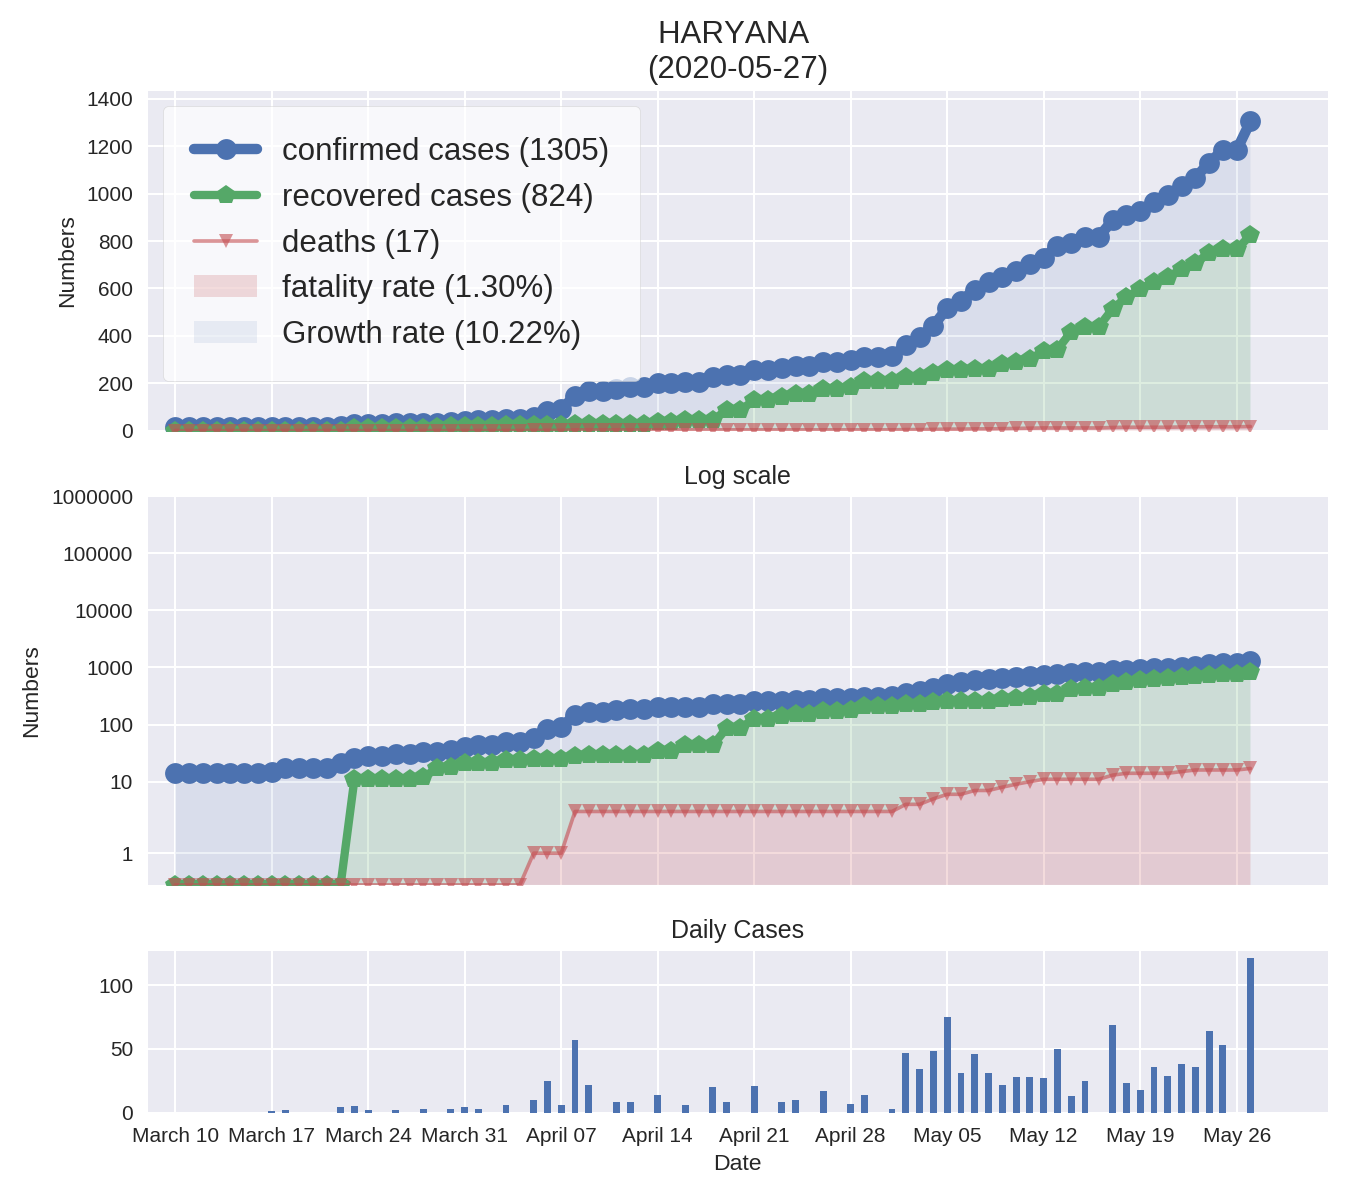 HARYANA
(2020-05-27)
1400
1200
1000
800
600
400
200
0
Numbers
confirmed cases (1305)
recovered cases (824)
deaths (17)
fatality rate (1.30%)
Growth rate (10.22%)
Log scale
1000000
100000
10000
1000
100
10
1
Numbers
Daily Cases
100
50
0
March 10 March 17 March 24 March 31 April 07 April 14 April 21 April 28 May 05 May 12 May 19 May 26
Date